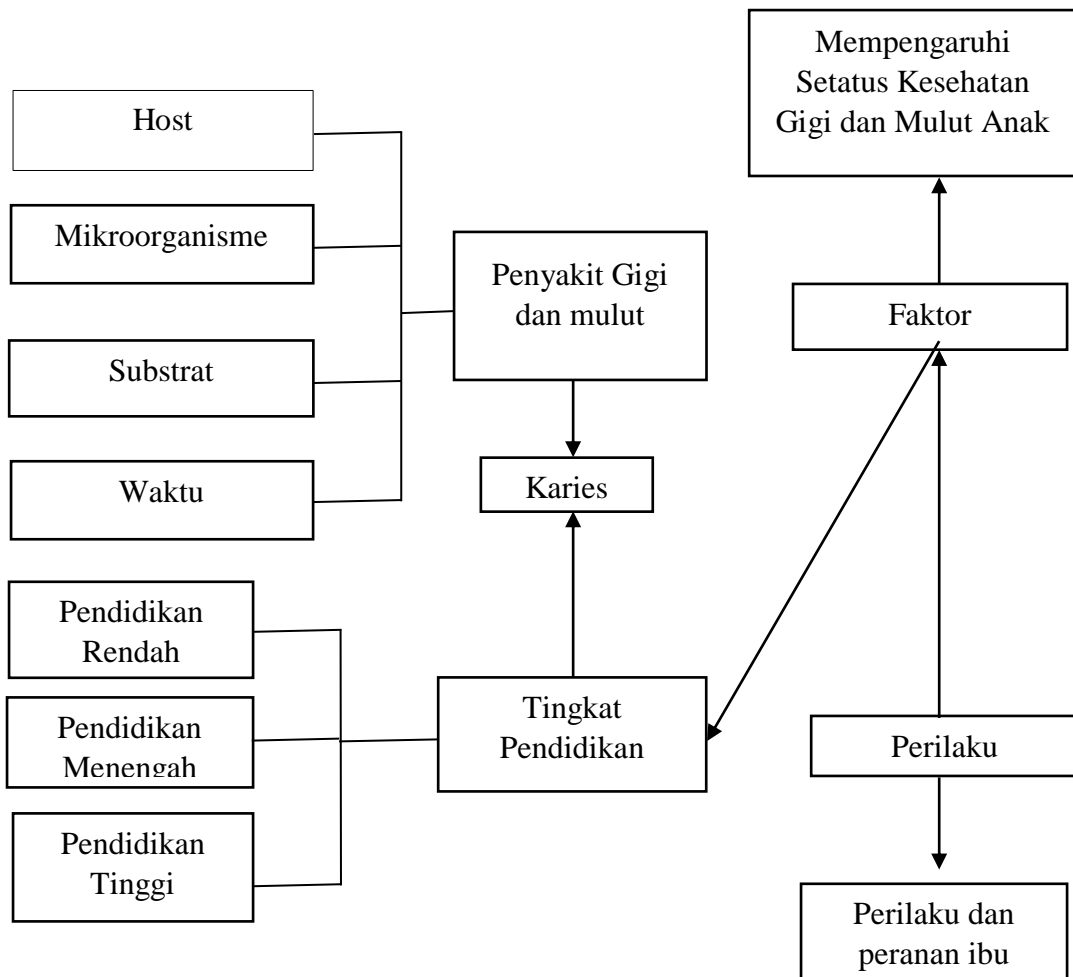 Mempengaruhi
Setatus Kesehatan
Gigi dan Mulut Anak
Host
Mikroorganisme
Penyakit Gigi
dan mulut
Faktor
Substrat
Waktu
Karies
Pendidikan
Rendah
Pendidikan
Menengah
Tingkat
Pendidikan
Perilaku
Pendidikan
Tinggi
Perilaku dan
peranan ibu